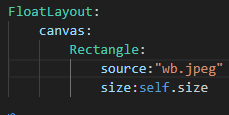 FloatLayout:
    canvas:
        Rectangle:
            source:"wb.jpeg"
            size:self.size